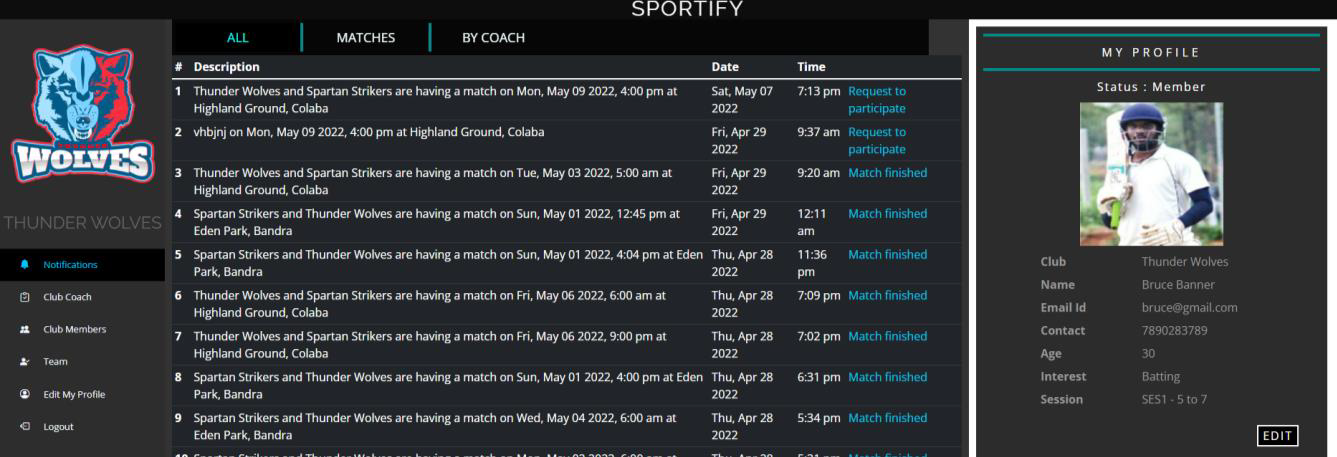 SPORTIFY
WOLVES
THUNDER WOLVES
Notifications
Club Coach
Club Members
Team
Edit My Profile
Logout
ALL MATCHES BY COACH
# Description Date Time
1 Thunder Wolves and Spartan Strikers are having a match on Mon, May 09 2022, 4:00 pm at Sat, May 07 7:13 pm Request to
Highland Ground, Colaba 2022 participate
2 vhbjnj on Mon, May 09 2022, 4:00 pm at Highland Ground, Colaba Fri, Apr 29 9:37 am Request to
2022 participate
3 Thunder Wolves and Spartan Strikers are having a match on Tue, May 03 2022, 5:00 am at Fri, Apr 29 9:20 am Match finished
Highland Ground, Colaba 2022
4 Spartan Strikers and Thunder Wolves are having a match on Sun, May 01 2022, 12:45 pm at Fri, Apr 29 12:11 Match finished
Eden Park, Bandra 2022 am
5 Spartan Strikers and Thunder Wolves are having a match on Sun, May 01 2022, 4:04 pm at Eden Thu, Apr 28 11:36 Match finished
Park, Bandra 2022 pm
6 Thunder Wolves and Spartan Strikers are having a match on Fri, May 06 2022, 6:00 am at Thu, Apr 28 7:09 pm Match finished
Highland Ground, Colaba 2022
7 Thunder Wolves and Spartan Strikers are having a match on Fri, May 06 2022, 9:00 pm at Thu, Apr 28 7:02 pm Match finished
Highland Ground, Colaba 2022
8 Spartan Strikers and Thunder Wolves are having a match on Sun, May 01 2022, 4:00 pm at Eden Thu, Apr 28 6:31 pm Match finished
Park, Bandra 2022
9 Spartan Strikers and Thunder Wolves are having a match on Wed, May 04 2022, 6:00 am at Thu, Apr 28 5:34 pm Match finished
Eden Park, Bandra 2022
MY PROFILE
Status : Member
Club Thunder Wolves
Name Bruce Banner
Email Id bruce@gmail.com
Contact 7890283789
Age 30
Interest Batting
Session SES1 - 5 to 7
EDIT